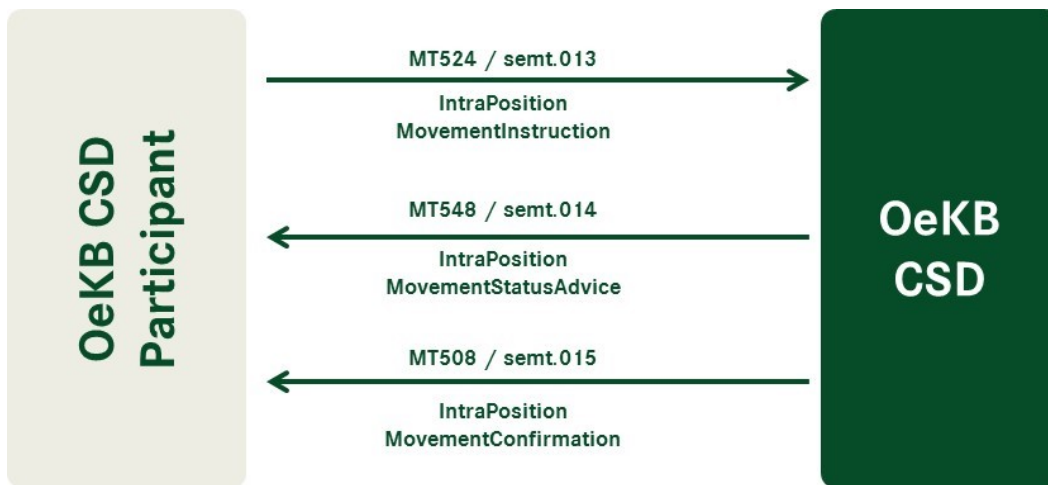 OeKB CSD
Participant
MT524 / semt.013
IntraPosition
MovementInstruction
MT548 / semt.014
IntraPosition
MovementStatusAdvice
MT508 / semt.015
IntraPosition
MovementConfirmation
OeKB
CSD